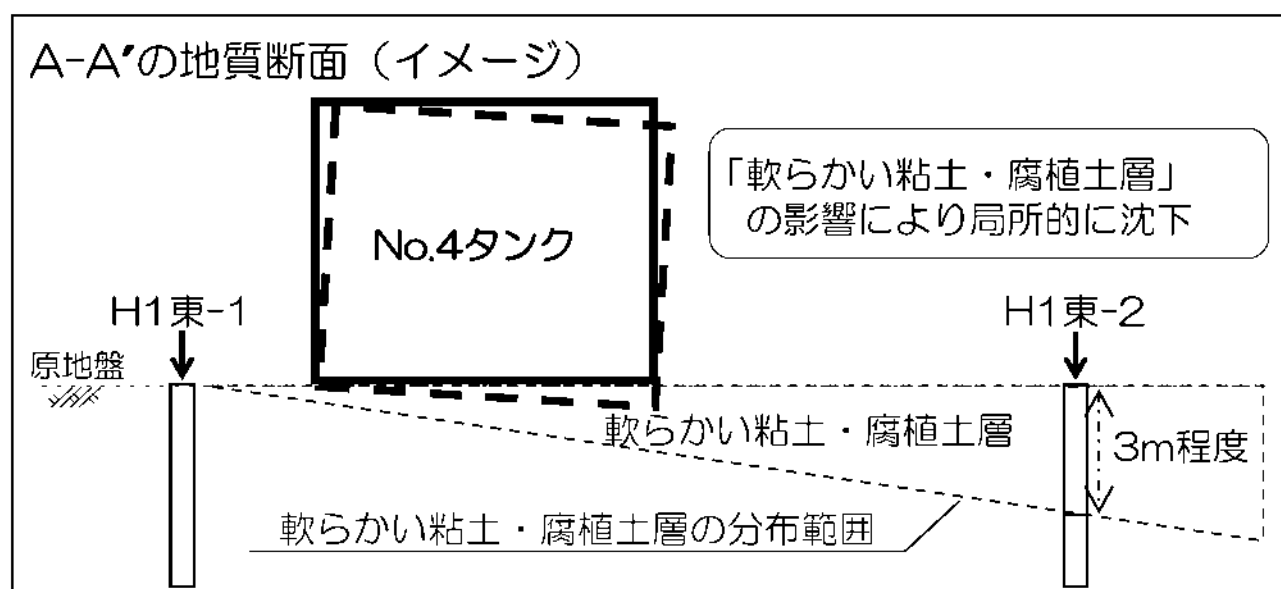 A-A’の地質断面（イメージ）
「軟らかい粘土・腐植土層」
の影響により局所的に沈下
No.4タンク
H1東-1
H1東-2
原地盤
軟らかい粘土・腐植土層
3m程度
軟らかい粘土・腐植土層の分布範囲